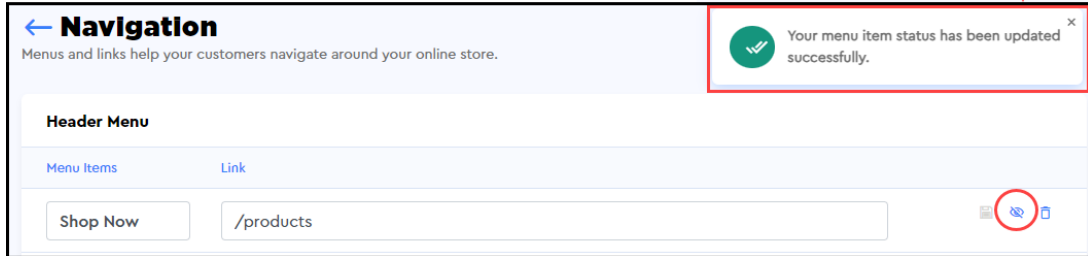 ← Navigation
Menus and links help your customers navigate around your online store.
Your menu item status has been updated
successfully.
×
Header Menu
Menu Items Link
Shop Now /products